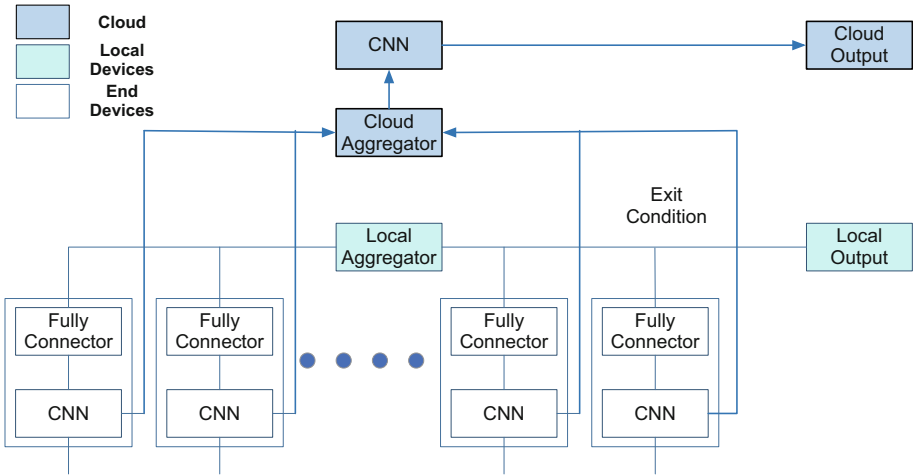 Cloud
Local
Devices
End
Devices
CNN
Cloud
Output
Cloud
Aggregator
Exit
Condition
Local
Aggregator
Local
Output
Fully
Connector
Fully
Connector
Fully
Connector
Fully
Connector
CNN
CNN
CNN
CNN